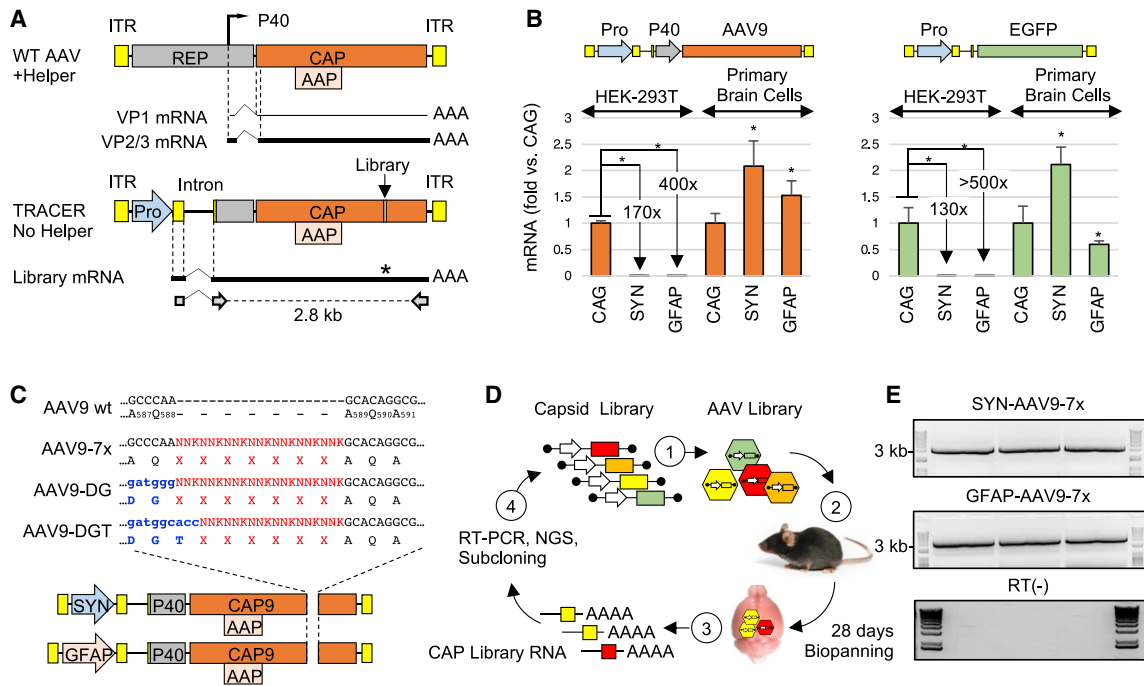 A
ITR
P40
ITR
WT AAV
+Helper
REP
CAP
AAP
VP1 mRNA
AAA
VP2/3 mRNA
AAA
Library
ITR
Intron
ITR
TRACER
No Helper
Pro
CAP
AAP
Library mRNA
*
AAA
2.8 kb
B
Pro
P40
AAV9
HEK-293T
Primary
Brain Cells
mRNA (fold vs. CAG)
3
2.5
2
1.5
1
0.5
0
*
*
400x
170x
*
*
CAG
SYN
GFAP
CAG
SYN
GFAP
Pro
EGFP
HEK-293T
Primary
Brain Cells
3
2.5
2
1.5
1
0.5
0
*
*
>500x
130x
*
*
CAG
SYN
GFAP
CAG
SYN
GFAP
C
AAV9 wt
...GCCCAA---------------------GCACAGGCG...
...A587Q588 - - - - - - - A589Q590A591
AAV9-7x
...GCCCAANNKNNKNNKNNKNNKNNKNNKGCACAGGCG...
A Q X X X X X X X A Q A
AAV9-DG
...gatgggNNKNNKNNKNNKNNKNNKNNKGCACAGGCG...
D G X X X X X X X A Q A
AAV9-DGT
...gatggcaccNNKNNKNNKNNKNNKNNKGCACAGGCG...
D G T X X X X X X A Q A
SYN
P40
CAP9
AAP
GFAP
P40
CAP9
AAP
D
Capsid Library
AAV Library
1
2
4
RT-PCR, NGS,
Subcloning
AAAA
AAAA
3
CAP Library RNA
AAAA
28 days
Biopanning
E
SYN-AAV9-7x
3 kb
GFAP-AAV9-7x
3 kb
RT(-)